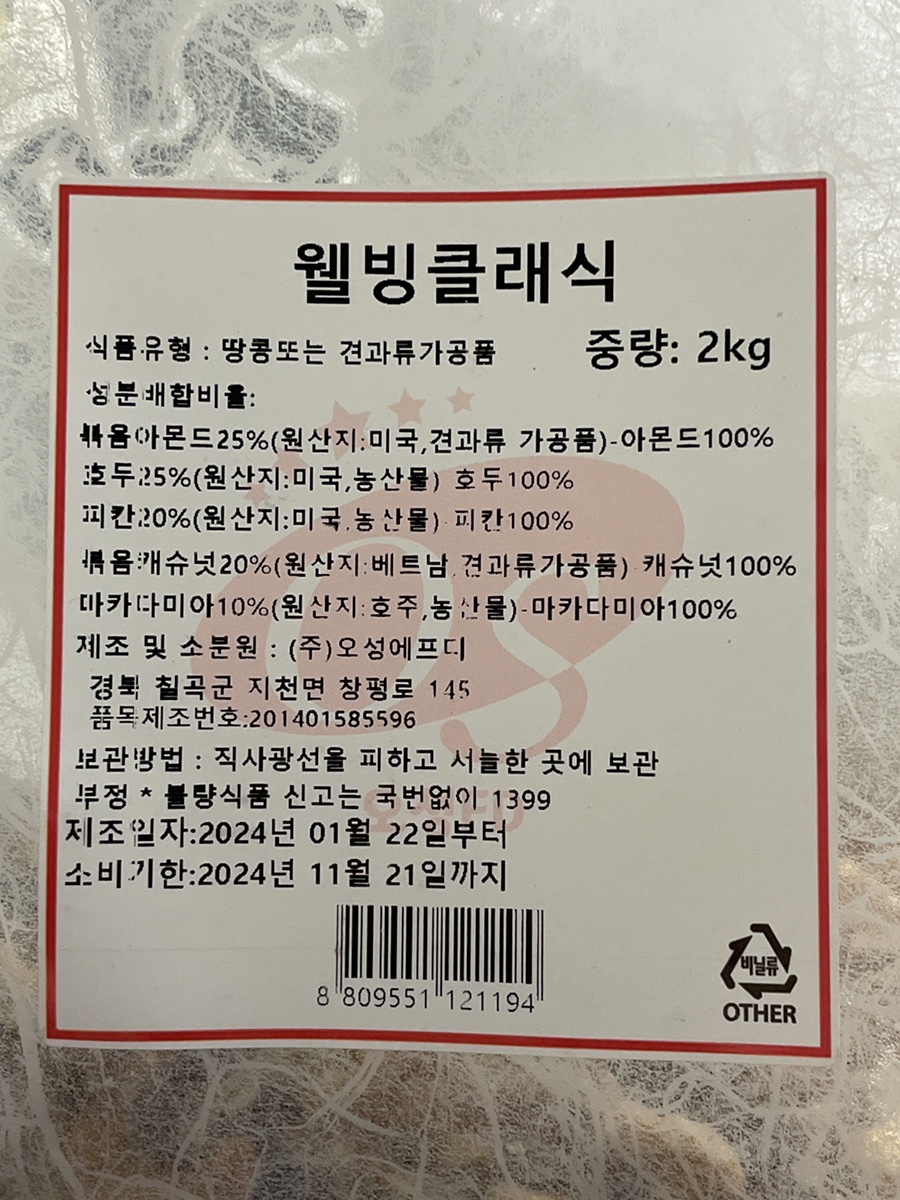 웰빙클래식
식품유형 : 땅콩또는 견과류가공품 중량: 2kg
성분배합비율:
볶음아몬드25%(원산지:미국,견과류 가공품)-아몬드100%
호두25%(원산지:미국,농산물) 호두100%
피칸20%(원산지:미국,농산물) 피칸100%
볶음캐슈넛20%(원산지:베트남,견과류가공품) 캐슈넛100%
마카다미아10%(원산지:호주,농산물)-마카다미아100%
제조 및 소분원 : (주)오성에프디
경북 칠곡군 지천면 창평로 145
품목제조번호:201401585596
보관방법 : 직사광선을 피하고 서늘한 곳에 보관
부정 * 불량식품 신고는 국번없이 1399
제조일자:2024년 01월 22일부터
소비기한:2024년 11월 21일까지
8 809551 121194
비닐류
OTHER